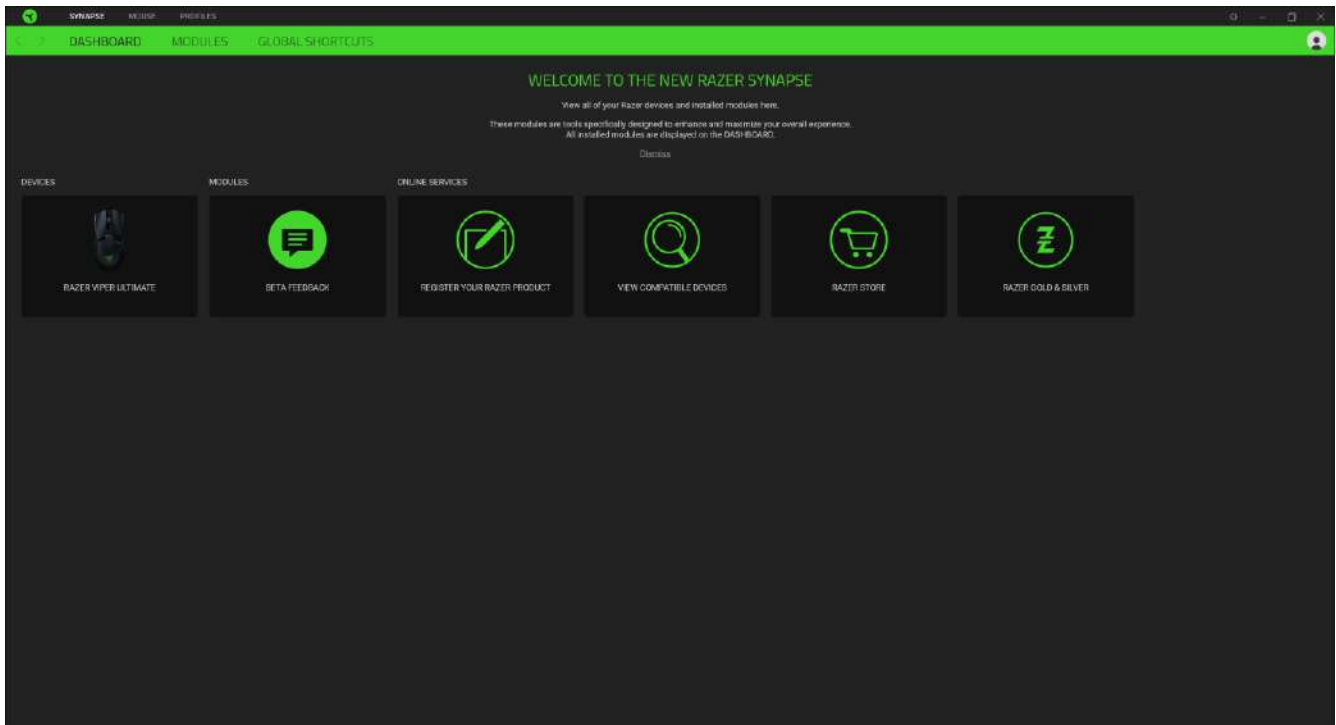 SYNAPSE MOUSE PROFILES
DASHBOARD MODULES GLOBAL SHORTCUTS
WELCOME TO THE NEW RAZER SYNAPSE
View all of your Razer devices and installed modules here.
These modules are tools specifically designed to enhance and maximize your overall experience.
All installed modules are displayed on the DASHBOARD.
Dismiss
DEVICES MODULES ONLINE SERVICES
RAZER VIPER ULTIMATE BETA FEEDBACK REGISTER YOUR RAZER PRODUCT VIEW COMPATIBLE DEVICES RAZER STORE RAZER GOLD & SILVER